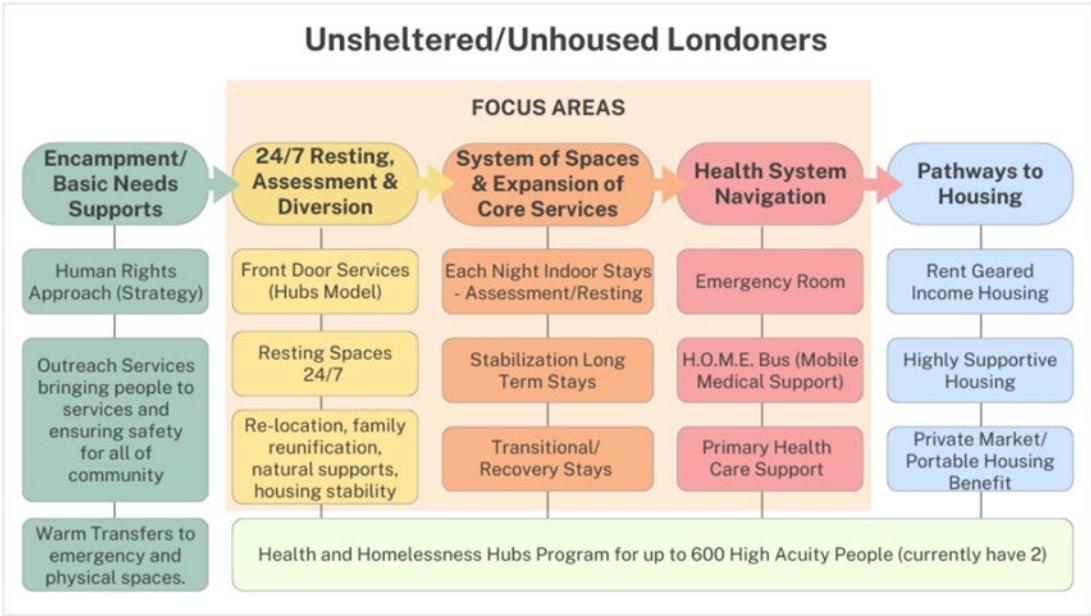 Unsheltered/Unhoused Londoners
FOCUS AREAS
Encampment/
Basic Needs
Supports
Human Rights
Approach (Strategy)
Outreach Services
bringing people to
services and
ensuring safety
for all of
community
Warm Transfers to
emergency and
physical spaces.
24/7 Resting,
Assessment &
Diversion
Front Door Services
(Hubs Model)
Resting Spaces
24/7
Re-location, family
reunification,
natural supports,
housing stability
System of Spaces
& Expansion of
Core Services
Each Night Indoor Stays
- Assessment/Resting
Stabilization Long
Term Stays
Transitional/
Recovery Stays
Health System
Navigation
Emergency Room
H.O.M.E. Bus (Mobile
Medical Support)
Primary Health
Care Support
Pathways to
Housing
Rent Geared
Income Housing
Highly Supportive
Housing
Private Market/
Portable Housing
Benefit
Health and Homelessness Hubs Program for up to 600 High Acuity People (currently have 2)